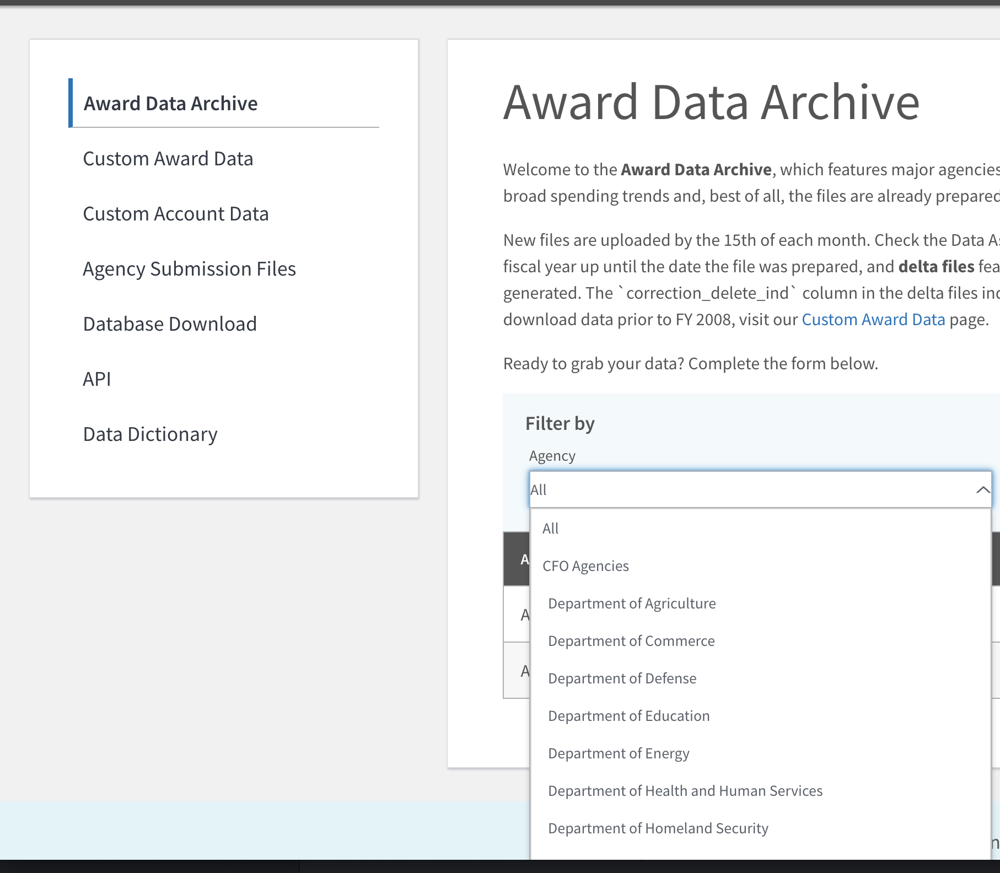 Award Data Archive
Custom Award Data
Custom Account Data
Agency Submission Files
Database Download
API
Data Dictionary
Award Data Archive
Welcome to the Award Data Archive, which features major agencies
broad spending trends and, best of all, the files are already prepared
New files are uploaded by the 15th of each month. Check the Data
fiscal year up until the date the file was prepared, and delta files
generated. The `correction_delete_ind` column in the delta files
download data prior to FY 2008, visit our Custom Award Data page.
Ready to grab your data? Complete the form below.
Filter by
Agency
All
All
CFO Agencies
Department of Agriculture
Department of Commerce
Department of Defense
Department of Education
Department of Energy
Department of Health and Human Services
Department of Homeland Security